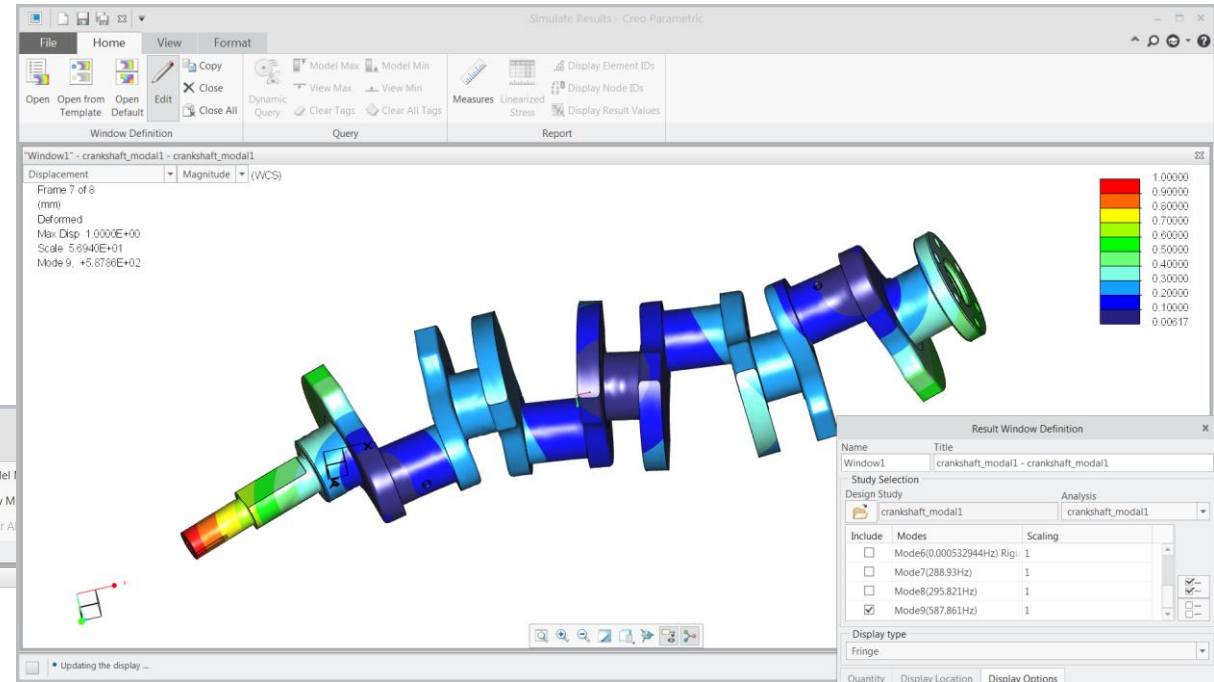 Simulate Results - Creo Parametric
File Home View Format
Open
Open from Template
Open Default
Edit
Copy
Close
Close All
Window Definition
Dynamic Query
Model Max Model Min
View Max View Min
Clear Tags Clear All Tags
Query
Measures
Linearized Stress
Display Element IDs
Display Node IDs
Display Result Values
Report
"Window1" - crankshaft_modal1 - crankshaft_modal1
Displacement Magnitude (WCS)
Frame 7 of 8
(mm)
Deformed
Max Disp 1.0000E+00
Scale 5.6940E+01
Mode 9, +5.8786E+02
1.00000
0.90000
0.80000
0.70000
0.60000
0.50000
0.40000
0.30000
0.20000
0.10000
0.00617
Result Window Definition
Name Title
Window1 crankshaft_modal1 - crankshaft_modal1
Study Selection
Design Study Analysis
crankshaft_modal1 crankshaft_modal1
Include Modes Scaling
Mode6(0.000532944Hz) Rigi 1
Mode7(288.93Hz) 1
Mode8(295.821Hz) 1
Mode9(587.861Hz) 1
Display type
Fringe
Quantity Display Location Display Options
Updating the display ...